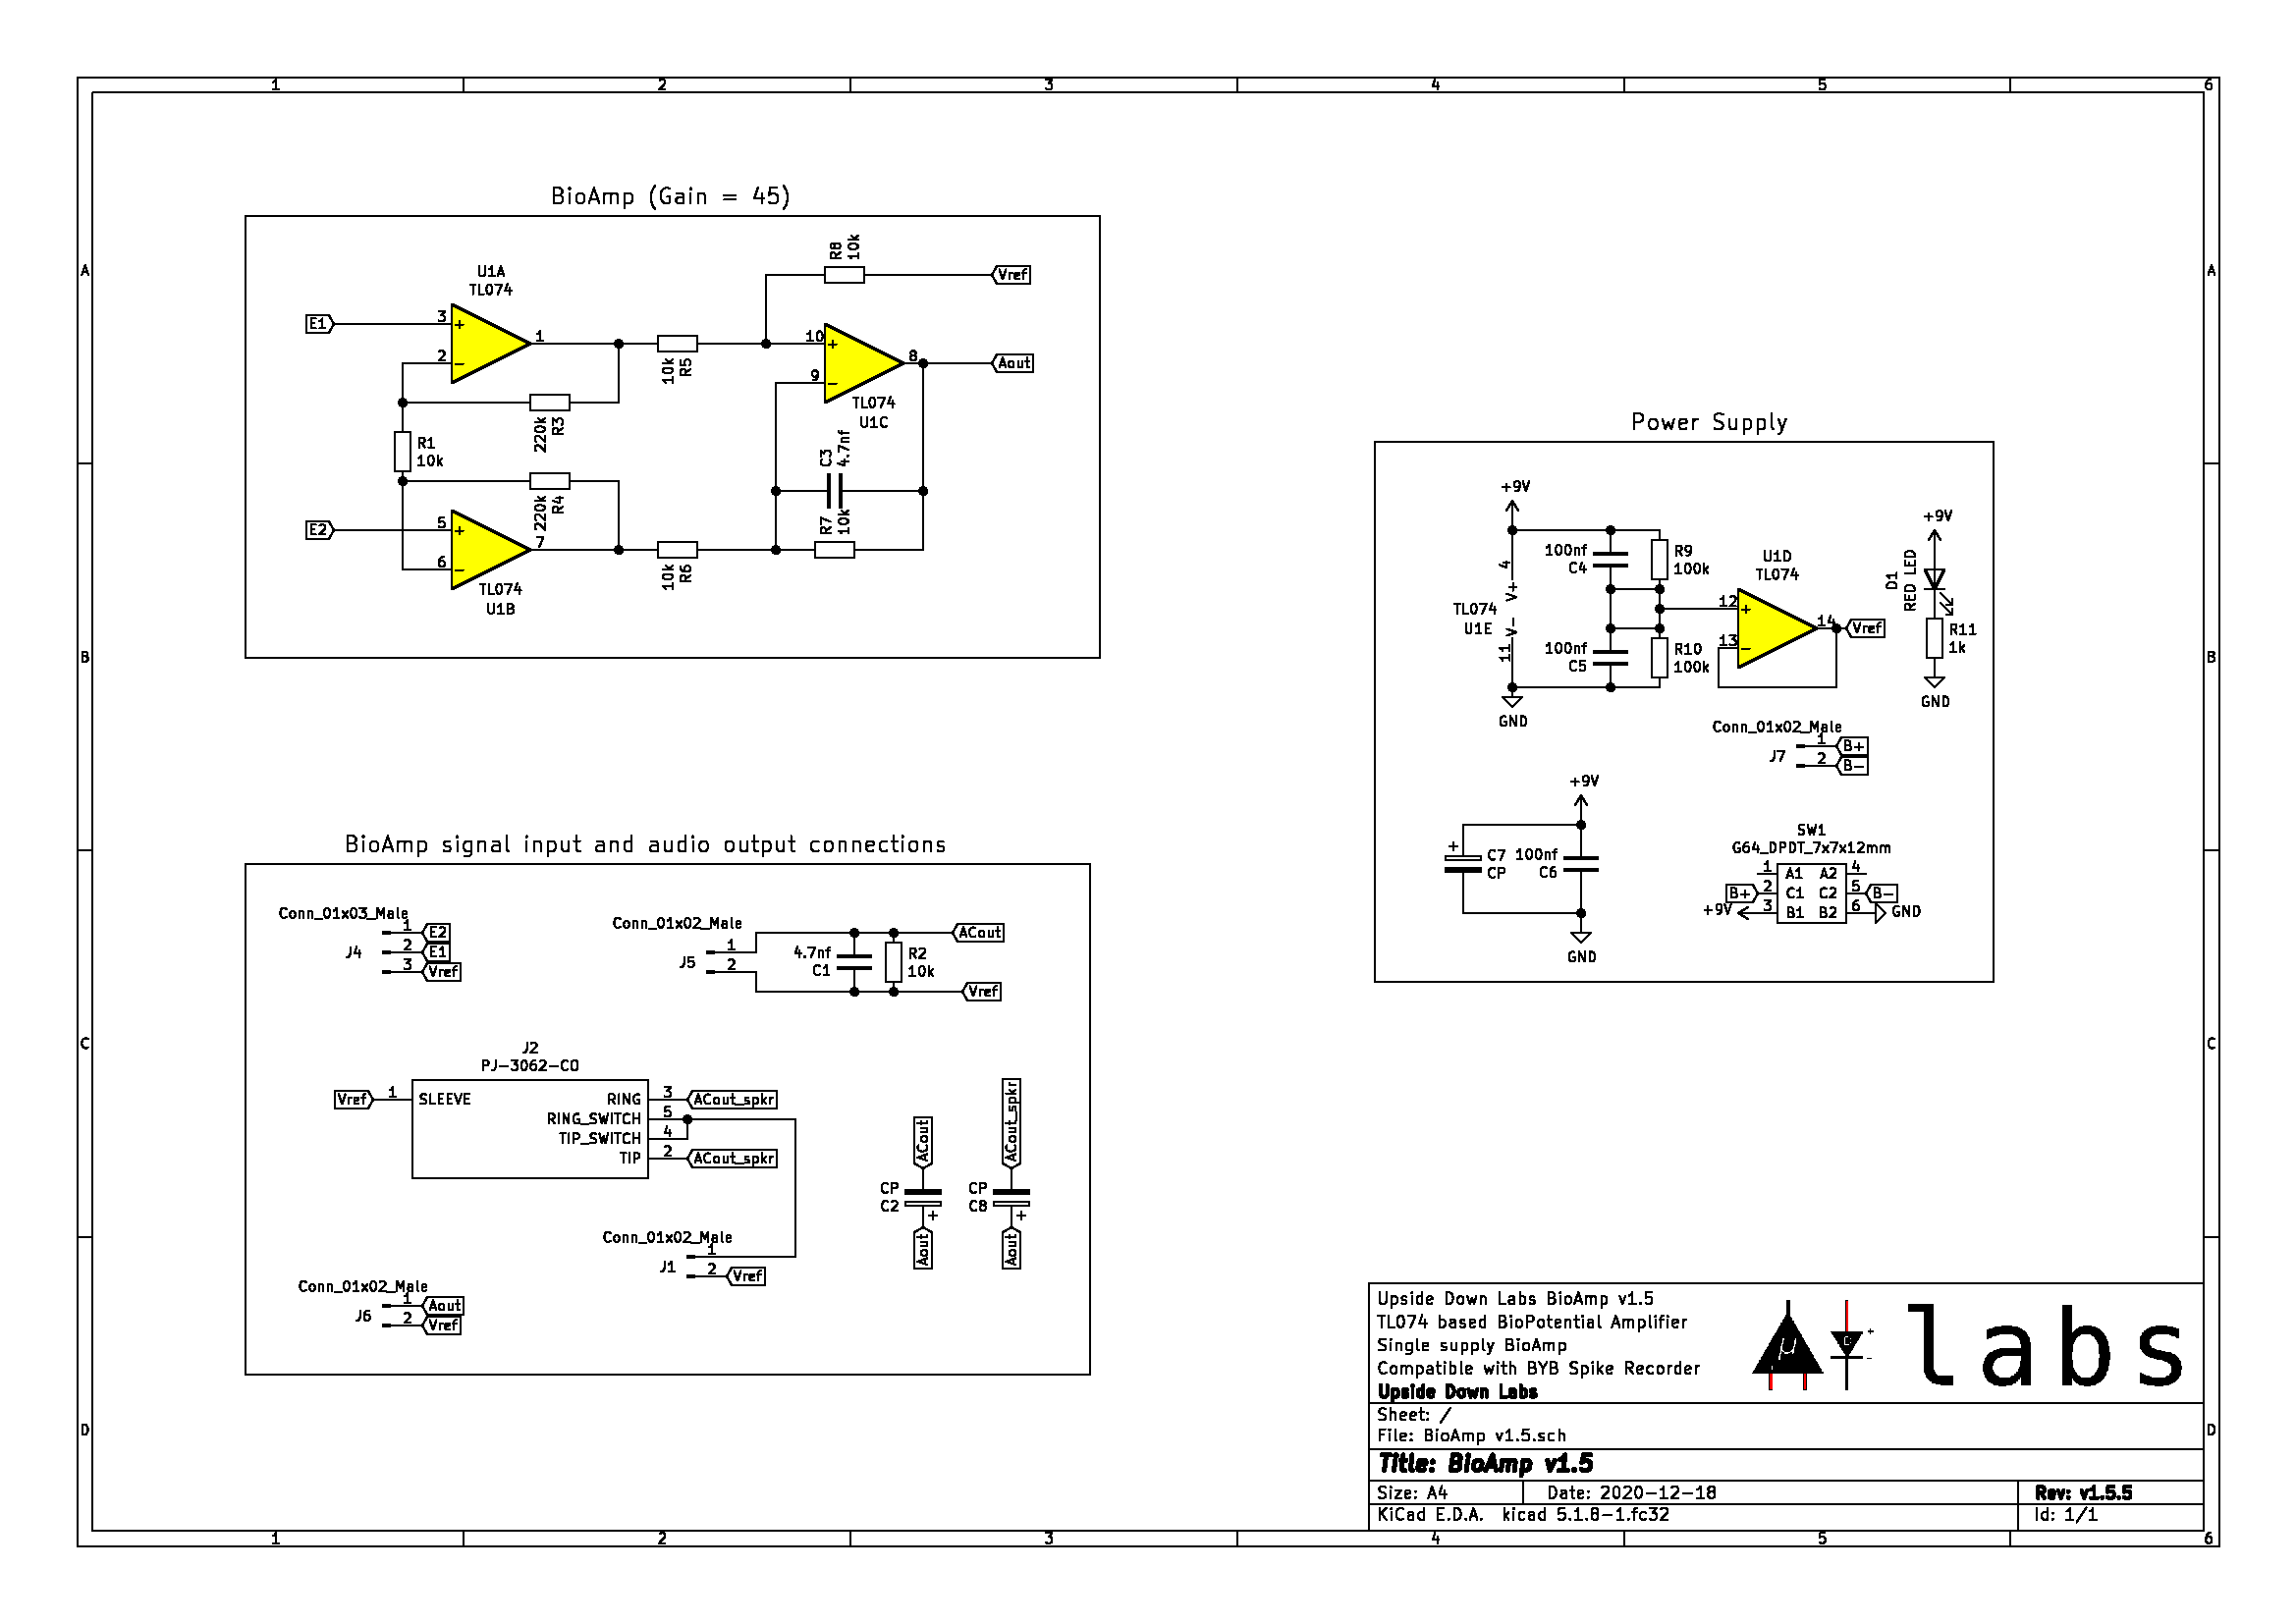 1 2 3 4 5 6
A
B
C
D
A
B
C
D
BioAmp (Gain = 45)
U1A
TL074
E1
3
2
1
+
-
R1
10k
220k
R3
220k
R4
E2
5
6
7
+
-
TL074
U1B
10k
R5
10k
R6
R8
10k
Vref
10
9
8
+
-
Aout
TL074
U1C
C3
4.7nf
R7
10k
Power Supply
+9V
100nf
C4
R9
100k
4
V+
TL074
U1E
V-
11
100nf
C5
R10
100k
GND
U1D
TL074
12
13
14
+
-
Vref
+9V
D1
RED LED
R11
1k
GND
Conn_01x02_Male
J7
1 B+
2 B-
+9V
+
C7
CP
100nf
C6
GND
SW1
G64_DPDT_7x7x12mm
1 A1 A2 4
B+ 2 C1 C2 5 B-
+9V 3 B1 B2 6 GND
BioAmp signal input and audio output connections
Conn_01x03_Male
J4
1 E2
2 E1
3 Vref
Conn_01x02_Male
J5
1
2
4.7nf
C1
R2
10k
ACout
Vref
J2
PJ-3062-CO
Vref 1 SLEEVE
RING 3 ACout_spkr
RING_SWITCH 5
TIP_SWITCH 4
TIP 2 ACout_spkr
Conn_01x02_Male
J1
1
2 Vref
ACout
CP
C2
+
Aout
ACout_spkr
CP
C8
+
Aout
Conn_01x02_Male
J6
1 Aout
2 Vref
Upside Down Labs BioAmp v1.5
TL074 based BioPotential Amplifier
Single supply BioAmp
Compatible with BYB Spike Recorder
Upside Down Labs
μ
+
-
labs
Sheet: /
File: BioAmp v1.5.sch
Title: BioAmp v1.5
Size: A4 Date: 2020-12-18 Rev: v1.5.5
KiCad E.D.A. kicad 5.1.8-1.fc32 Id: 1/1
1 2 3 4 5 6